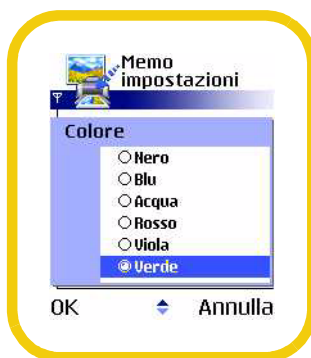 Memo
impostazioni
Colore
Nero
Blu
Acqua
Rosso
Viola
Verde
OK Annulla